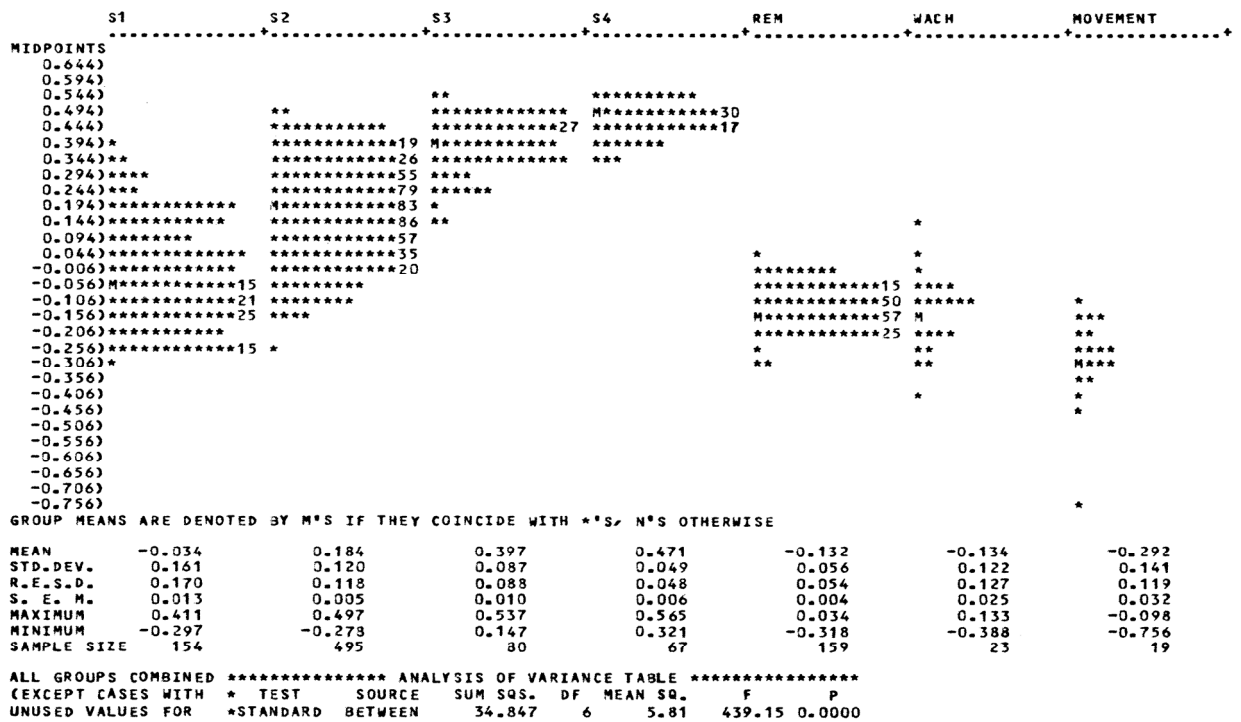 S1 S2 S3 S4 REM WACH MOVEMENT
...............+...............+...............+...............+...............+...............+...............+
MIDPOINTS
0.644)
0.594)
0.544) ** **********
0.494) ** ************* M***********30
0.444) *********** ************27 ************17
0.394)* ************19 M*********** *******
0.344)** ************26 ************* ***
0.294)**** ************55 ****
0.244)*** ************79 ******
0.194)************ M***********83 *
0.144)*********** ************86 ** *
0.094)******** ************57
0.044)************* ************35 * *
-0.006)************ ************20 ******** *
-0.056)M***********15 ********* ************15 ****
-0.106)************21 ******** ************50 ****** *
-0.156)************25 **** M***********57 M ***
-0.206)*********** ************25 **** **
-0.256)************15 * * ** ****
-0.306)* ** ** M***
-0.356) **
-0.406) * *
-0.456) *
-0.506)
-0.556)
-0.606)
-0.656)
-0.706)
-0.756) *
GROUP MEANS ARE DENOTED BY M'S IF THEY COINCIDE WITH *'S, N'S OTHERWISE
MEAN -0.034 0.184 0.397 0.471 -0.132 -0.134 -0.292
STD.DEV. 0.161 0.120 0.087 0.049 0.056 0.122 0.141
R.E.S.D. 0.170 0.118 0.088 0.048 0.054 0.127 0.119
S. E. M. 0.013 0.005 0.010 0.006 0.004 0.025 0.032
MAXIMUM 0.411 0.497 0.537 0.565 0.034 0.133 -0.098
MINIMUM -0.297 -0.273 0.147 0.321 -0.318 -0.388 -0.756
SAMPLE SIZE 154 495 80 67 159 23 19
ALL GROUPS COMBINED *************** ANALYSIS OF VARIANCE TABLE ****************
(EXCEPT CASES WITH * TEST SOURCE SUM SQS. DF MEAN SQ. F P
UNUSED VALUES FOR *STANDARD BETWEEN 34.847 6 5.81 439.15 0.0000